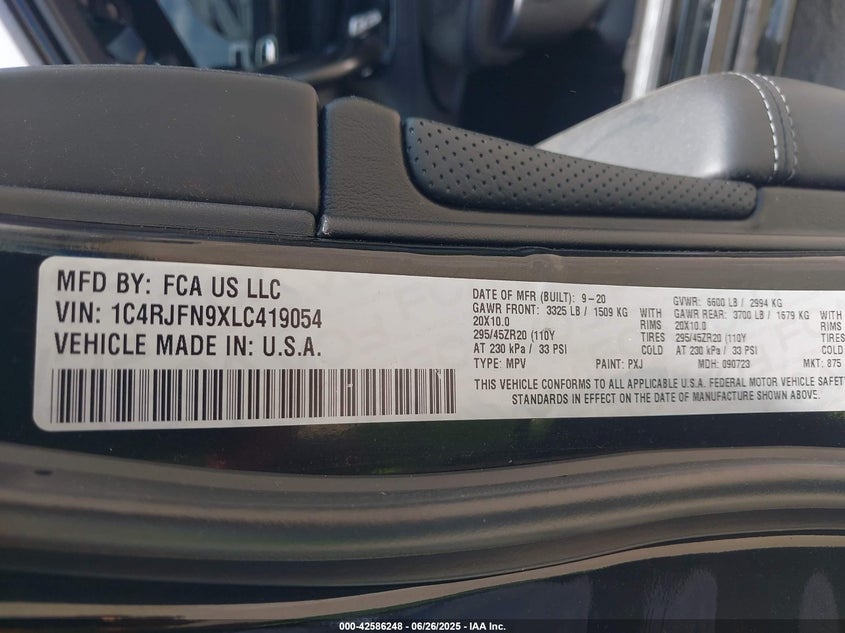 MFD BY: FCA US LLC
VIN: 1C4RJFN9XLC419054
VEHICLE MADE IN: U.S.A.
DATE OF MFR (BUILT): 9-20 GVWR: 6600 LB / 2994 KG
GAWR FRONT: 3325 LB / 1509 KG WITH GAWR REAR: 3700 LB / 1679 KG WITH
20X10.0 RIMS 20X10.0 RIMS
295/45ZR20 (110Y TIRES 295/45ZR20 (110Y TIRES
AT 230 kPa / 33 PSI COLD AT 230 kPa / 33 PSI COLD
TYPE: MPV PAINT: PXJ MDH: 090723 MKT: 875
THIS VEHICLE CONFORMS TO ALL APPLICABLE U.S.A. FEDERAL MOTOR VEHICLE SAFETY
STANDARDS IN EFFECT ON THE DATE OF MANUFACTURE SHOWN ABOVE.
000-42586248 - 06/26/2025 - IAA Inc.